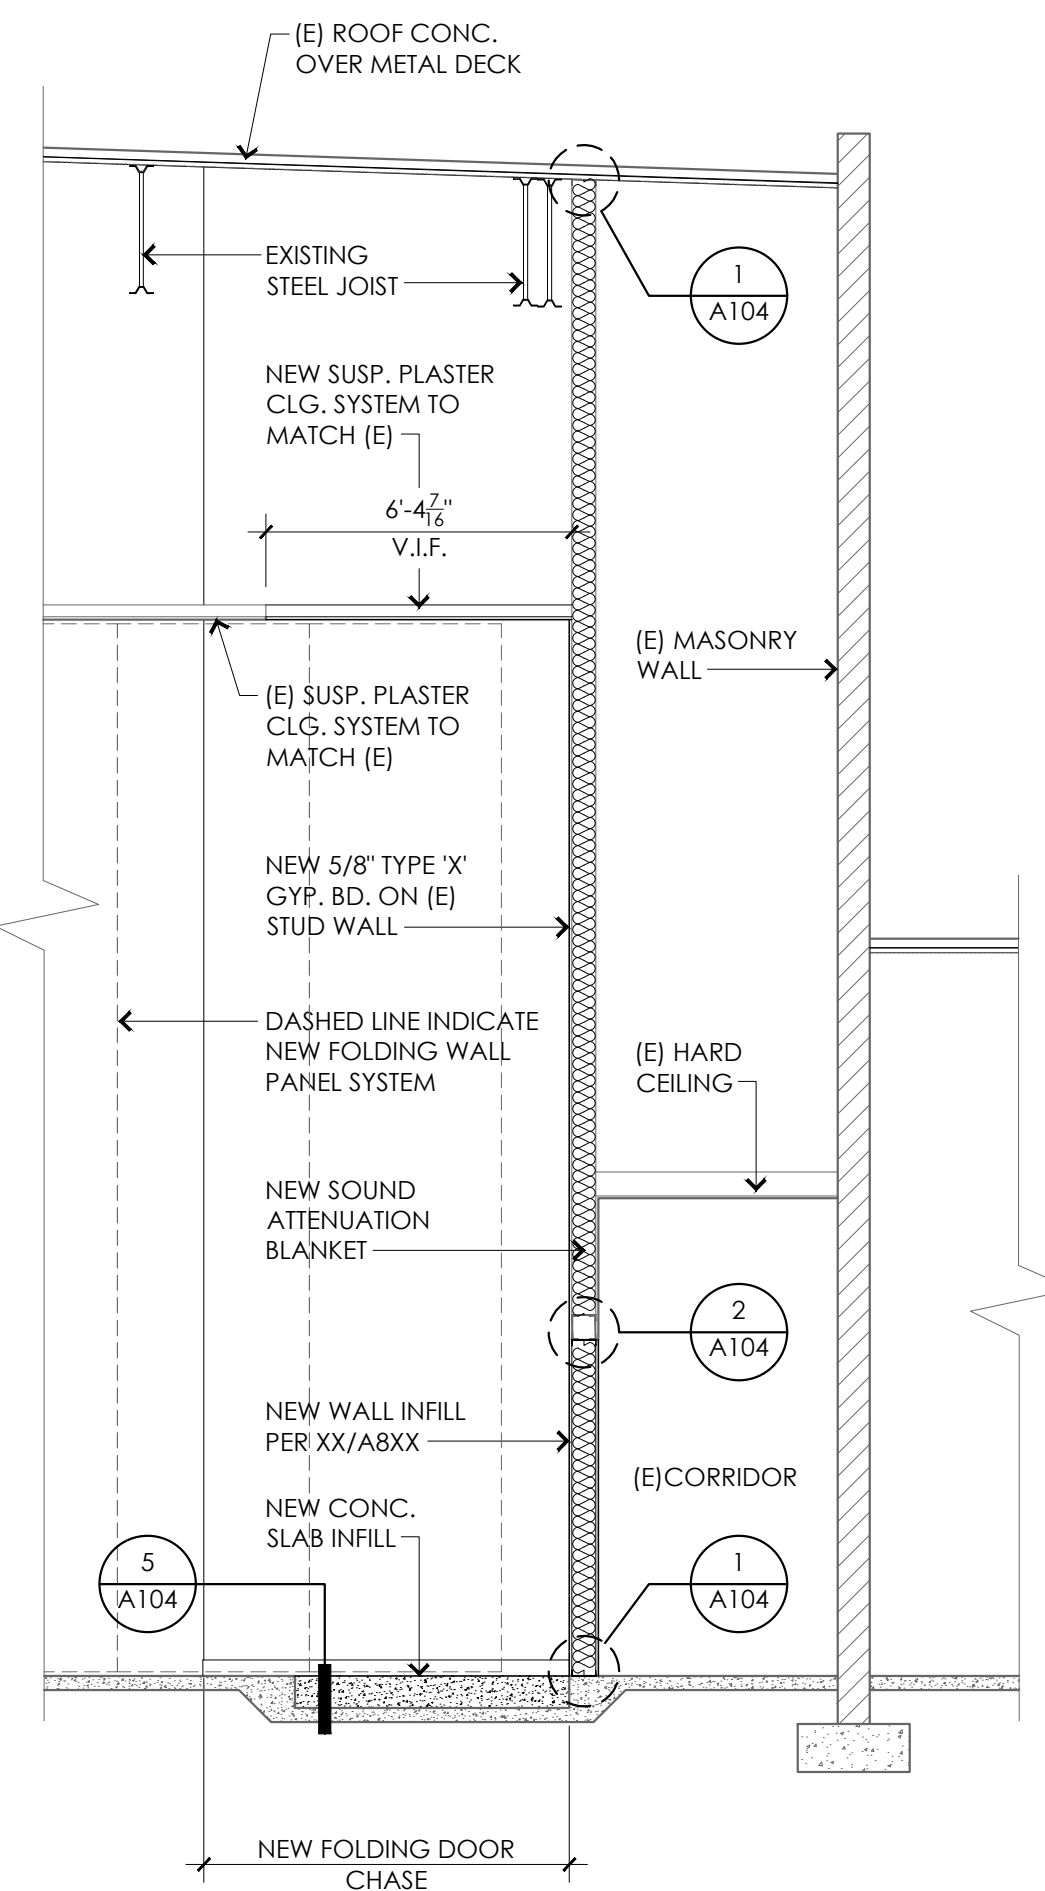 (E) ROOF CONC.
OVER METAL DECK
EXISTING
STEEL JOIST
1
A104
NEW SUSP. PLASTER
CLG. SYSTEM TO
MATCH (E)
6'-4 7/16"
V.I.F.
(E) MASONRY
WALL
(E) SUSP. PLASTER
CLG. SYSTEM TO
MATCH (E)
NEW 5/8" TYPE 'X'
GYP. BD. ON (E)
STUD WALL
DASHED LINE INDICATE
NEW FOLDING WALL
PANEL SYSTEM
(E) HARD
CEILING
NEW SOUND
ATTENUATION
BLANKET
2
A104
NEW WALL INFILL
PER XX/A8XX
(E)CORRIDOR
NEW CONC.
SLAB INFILL
5
A104
1
A104
NEW FOLDING DOOR
CHASE